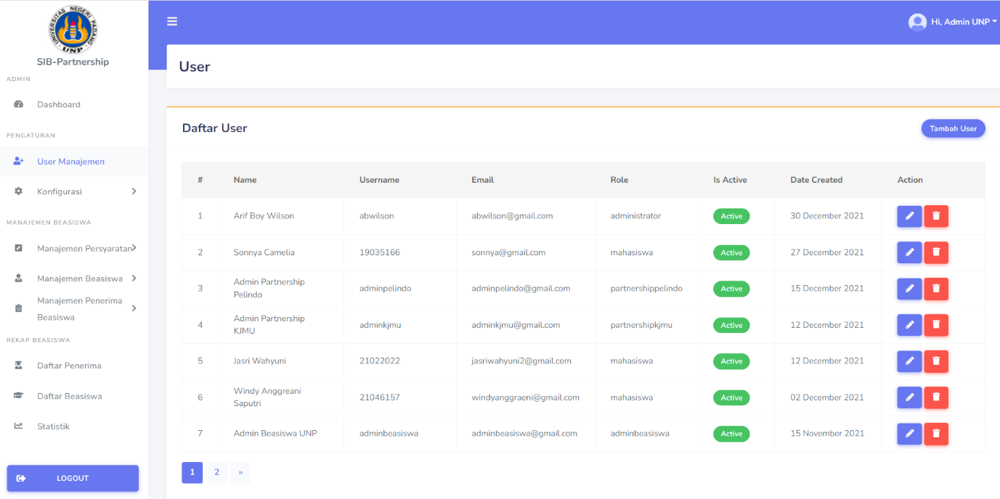 UNIVERSITAS NEGERI PADANG
UNP
SIB-Partnership
ADMIN
Dashboard
PENGATURAN
User Manajemen
Konfigurasi
MANAJEMEN BEASISWA
Manajemen Persyaratan
Manajemen Beasiswa
Manajemen Penerima
Beasiswa
REKAP BEASISWA
Daftar Penerima
Daftar Beasiswa
Statistik
LOGOUT
Hi, Admin UNP
User
Daftar User
Tambah User
# Name Username Email Role Is Active Date Created Action
1 Arif Boy Wilson abwilson abwilson@gmail.com administrator Active 30 December 2021
2 Sonnya Camelia 19035166 sonnya@gmail.com mahasiswa Active 27 December 2021
3 Admin Partnership
Pelindo adminpelindo adminpelindo@gmail.com partnershippelindo Active 15 December 2021
4 Admin Partnership
KJMU adminkjmu adminkjmu@gmail.com partnershipkjmu Active 12 December 2021
5 Jasri Wahyuni 21022022 jasriwahyuni2@gmail.com mahasiswa Active 12 December 2021
6 Windy Anggreani
Saputri 21046157 windyanggraeni@gmail.com mahasiswa Active 02 December 2021
7 Admin Beasiswa UNP adminbeasiswa adminbeasiswa@gmail.com adminbeasiswa Active 15 November 2021
1 2 »